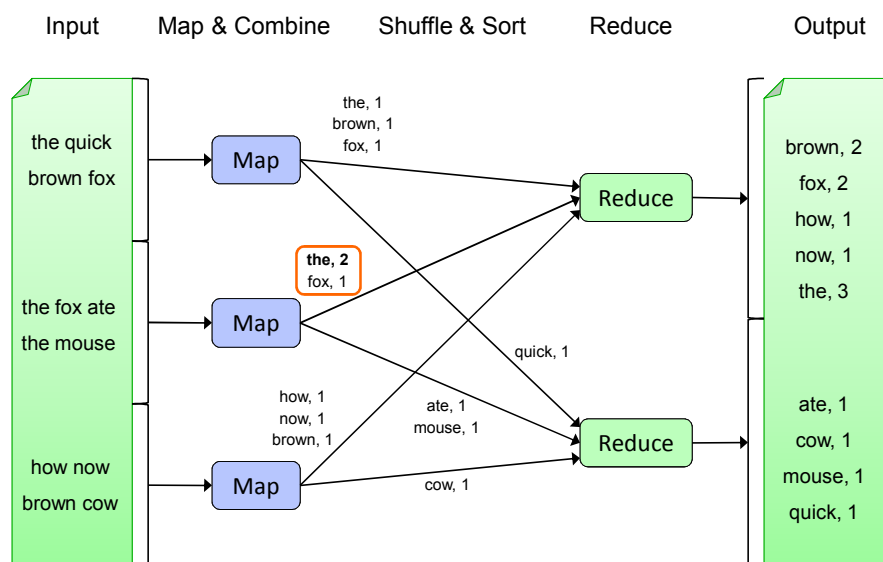 Input
Map & Combine
Shuffle & Sort
Reduce
Output
the quick
brown fox
the fox ate
the mouse
how now
brown cow
Map
Map
Map
the, 1
brown, 1
fox, 1
the, 2
fox, 1
how, 1
now, 1
brown, 1
quick, 1
ate, 1
mouse, 1
cow, 1
Reduce
Reduce
brown, 2
fox, 2
how, 1
now, 1
the, 3
ate, 1
cow, 1
mouse, 1
quick, 1